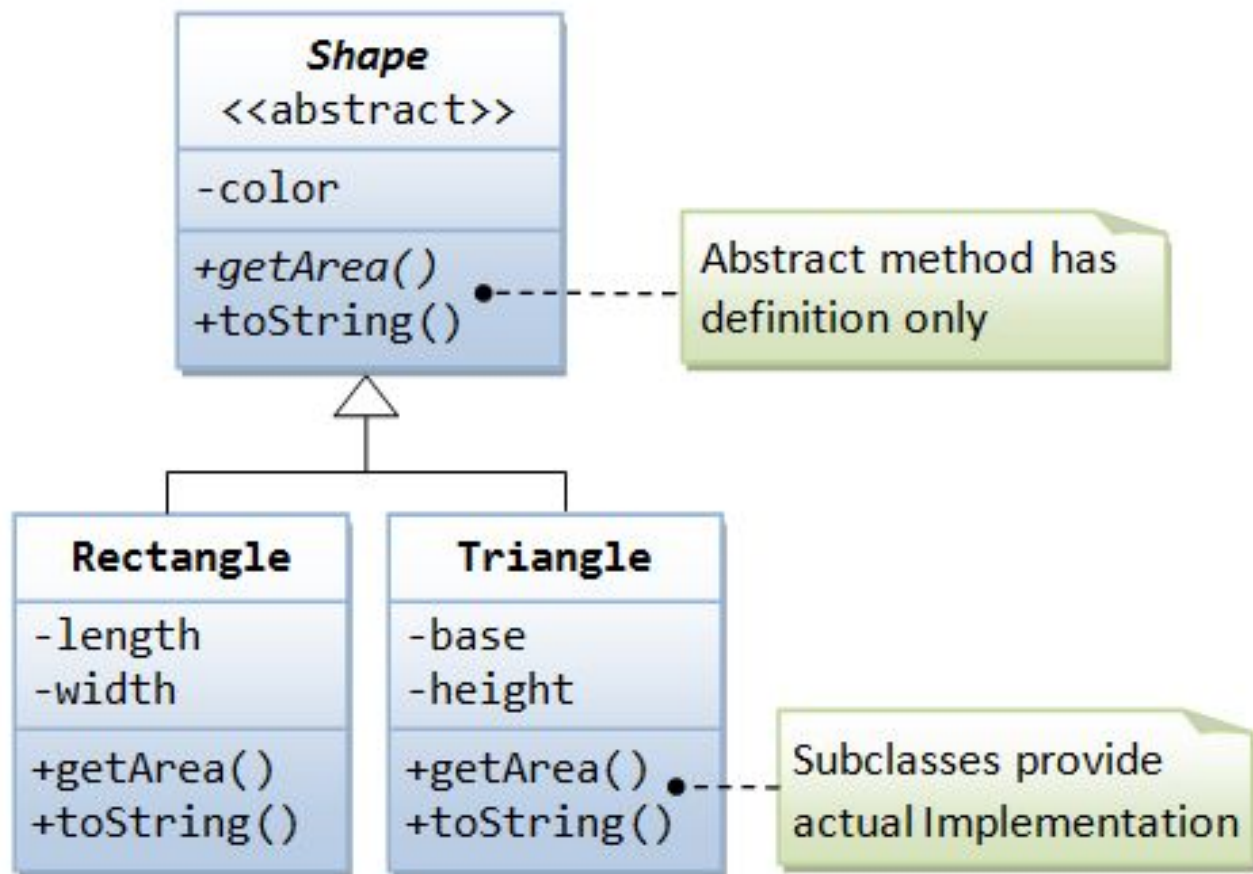 Shape
<<abstract>>
-color
+getArea()
+toString()
Abstract method has
definition only
Rectangle
-length
-width
+getArea()
+toString()
Triangle
-base
-height
+getArea()
+toString()
Subclasses provide
actual Implementation